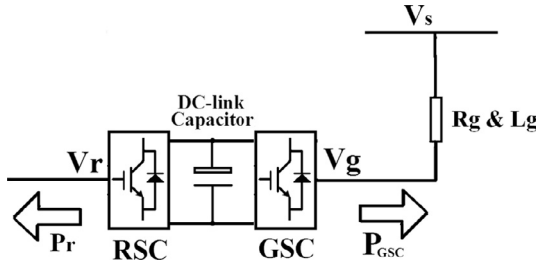 Vs
DC-link
Capacitor
Rg & Lg
Vr
Vg
Pr
RSC
GSC
PGSC